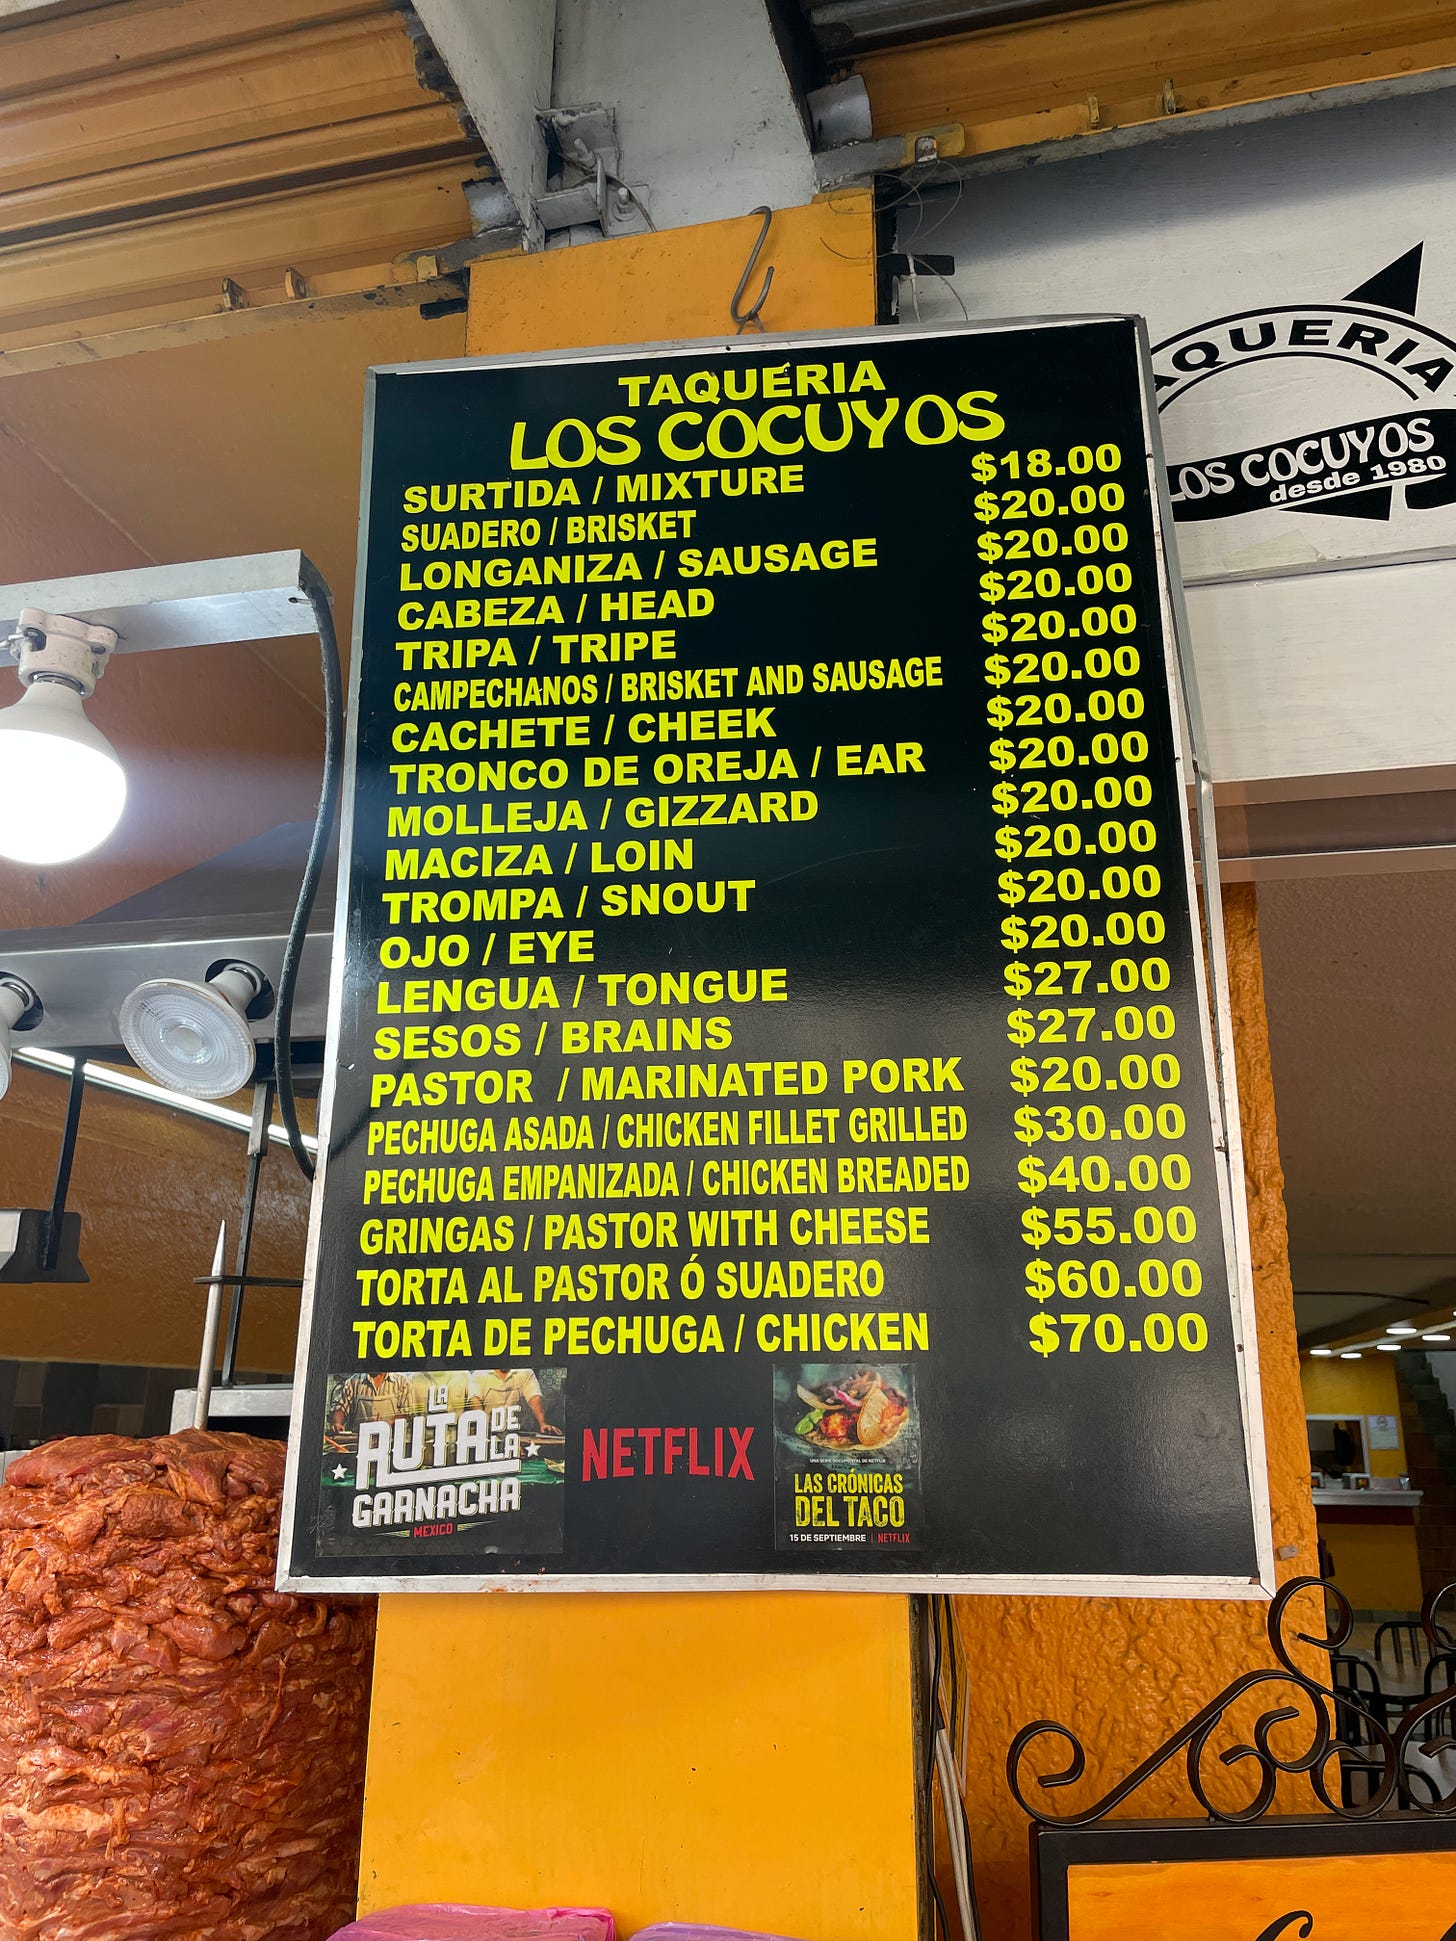 TAQUERIA
LOS COCUYOS
SURTIDA / MIXTURE $18.00
SUADERO / BRISKET $20.00
LONGANIZA / SAUSAGE $20.00
CABEZA / HEAD $20.00
TRIPA / TRIPE $20.00
CAMPECHANOS / BRISKET AND SAUSAGE $20.00
CACHETE / CHEEK $20.00
TRONCO DE OREJA / EAR $20.00
MOLLEJA / GIZZARD $20.00
MACIZA / LOIN $20.00
TROMPA / SNOUT $20.00
OJO / EYE $20.00
LENGUA / TONGUE $27.00
SESOS / BRAINS $27.00
PASTOR / MARINATED PORK $20.00
PECHUGA ASADA / CHICKEN FILLET GRILLED $30.00
PECHUGA EMPANIZADA / CHICKEN BREADED $40.00
GRINGAS / PASTOR WITH CHEESE $55.00
TORTA AL PASTOR Ó SUADERO $60.00
TORTA DE PECHUGA / CHICKEN $70.00
LA
RUTA DE LA
GARNACHA
MEXICO
NETFLIX
UNA SERIE DOCUMENTAL DE NETFLIX
LAS CRÓNICAS
DEL TACO
15 DE SEPTIEMBRE | NETFLIX
AQUERIA
LOS COCUYOS
desde 1980